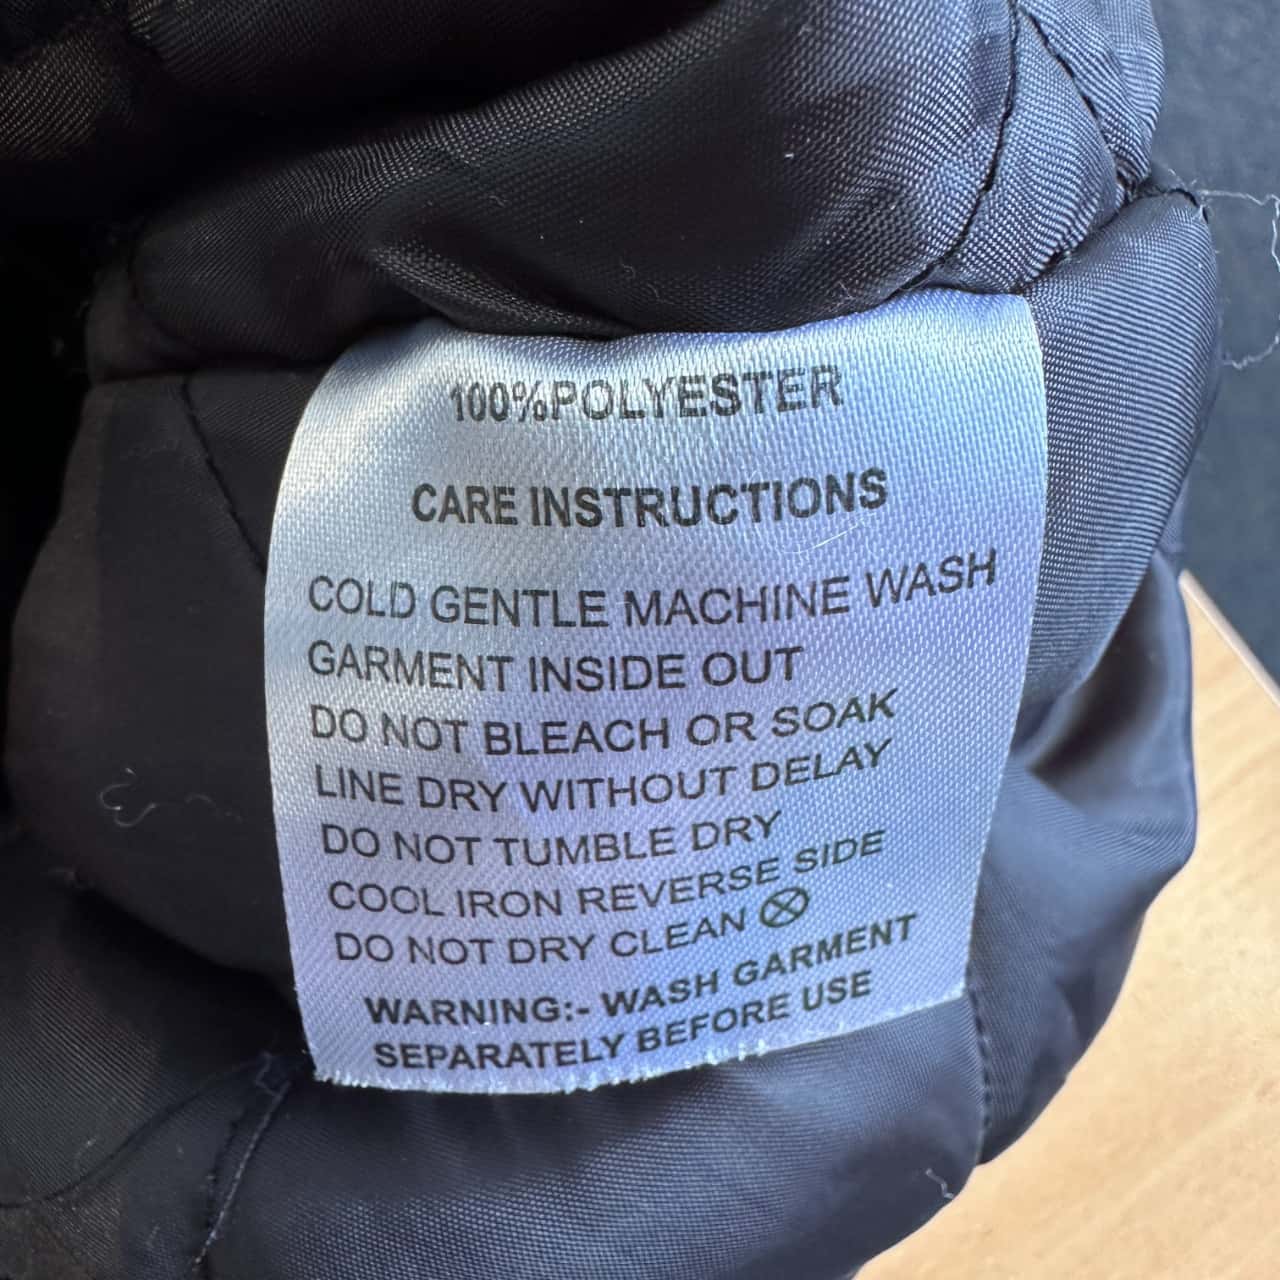 100%POLYESTER
CARE INSTRUCTIONS
COLD GENTLE MACHINE WASH
GARMENT INSIDE OUT
DO NOT BLEACH OR SOAK
LINE DRY WITHOUT DELAY
DO NOT TUMBLE DRY
COOL IRON REVERSE SIDE
DO NOT DRY CLEAN
WARNING:- WASH GARMENT
SEPARATELY BEFORE USE